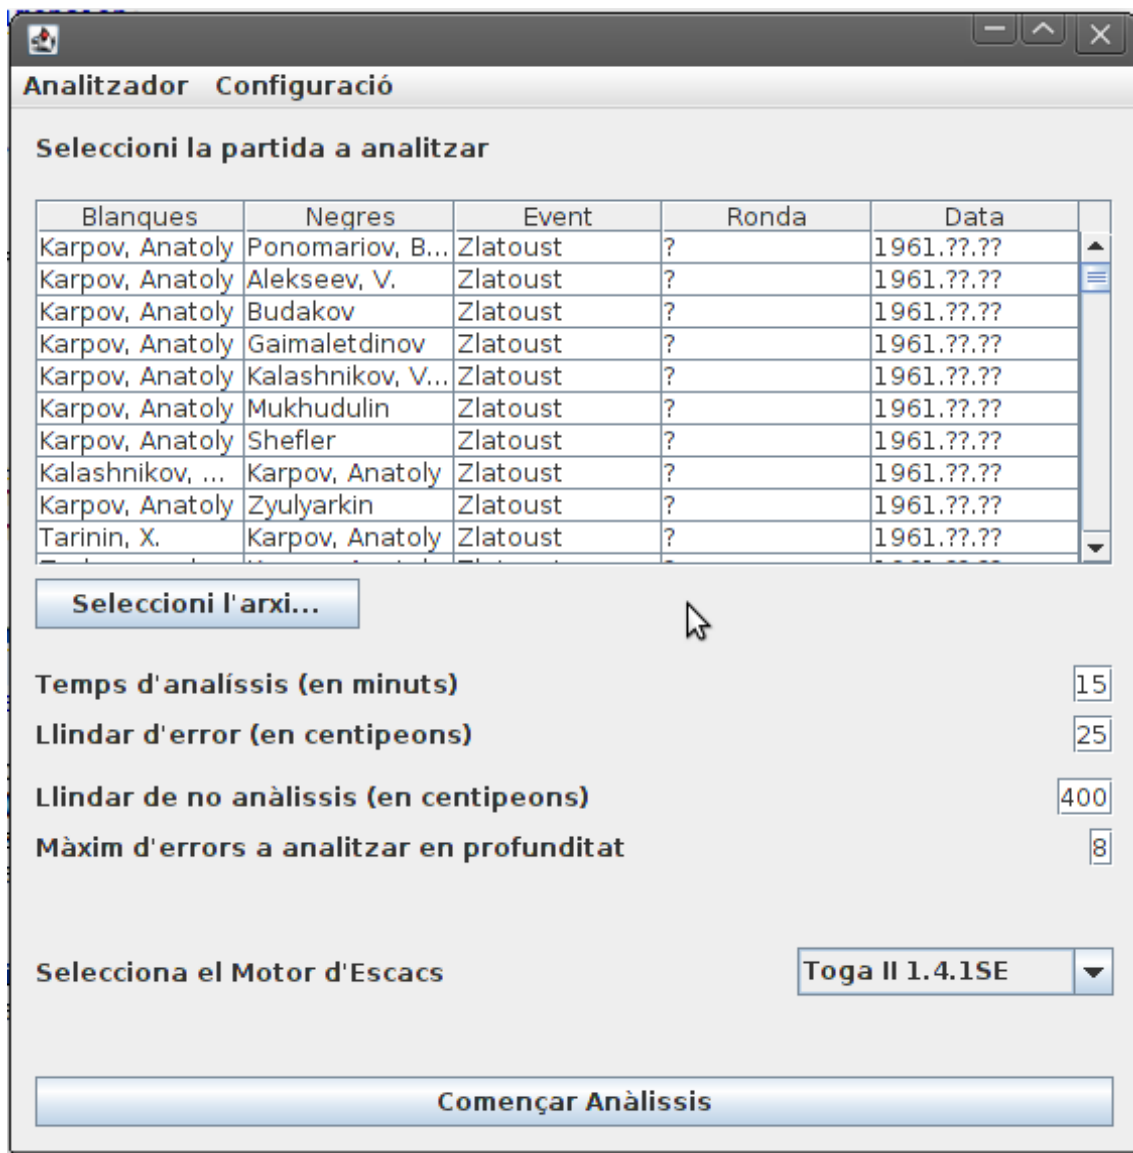 Analitzador Configuració
Seleccioni la partida a analitzar
Blanques Negres Event Ronda Data
Karpov, Anatoly Ponomariov, B... Zlatoust ? 1961.??.??
Karpov, Anatoly Alekseev, V. Zlatoust ? 1961.??.??
Karpov, Anatoly Budakov Zlatoust ? 1961.??.??
Karpov, Anatoly Gaimaletdinov Zlatoust ? 1961.??.??
Karpov, Anatoly Kalashnikov, V... Zlatoust ? 1961.??.??
Karpov, Anatoly Mukhudulin Zlatoust ? 1961.??.??
Karpov, Anatoly Shefler Zlatoust ? 1961.??.??
Kalashnikov, ... Karpov, Anatoly Zlatoust ? 1961.??.??
Karpov, Anatoly Zyulyarkin Zlatoust ? 1961.??.??
Tarinin, X. Karpov, Anatoly Zlatoust ? 1961.??.??
Seleccioni l'arxi...
Temps d'analíssis (en minuts) 15
Llindar d'error (en centipeons) 25
Llindar de no anàlissis (en centipeons) 400
Màxim d'errors a analitzar en profunditat 8
Selecciona el Motor d'Escacs Toga II 1.4.1SE
Començar Anàlissis